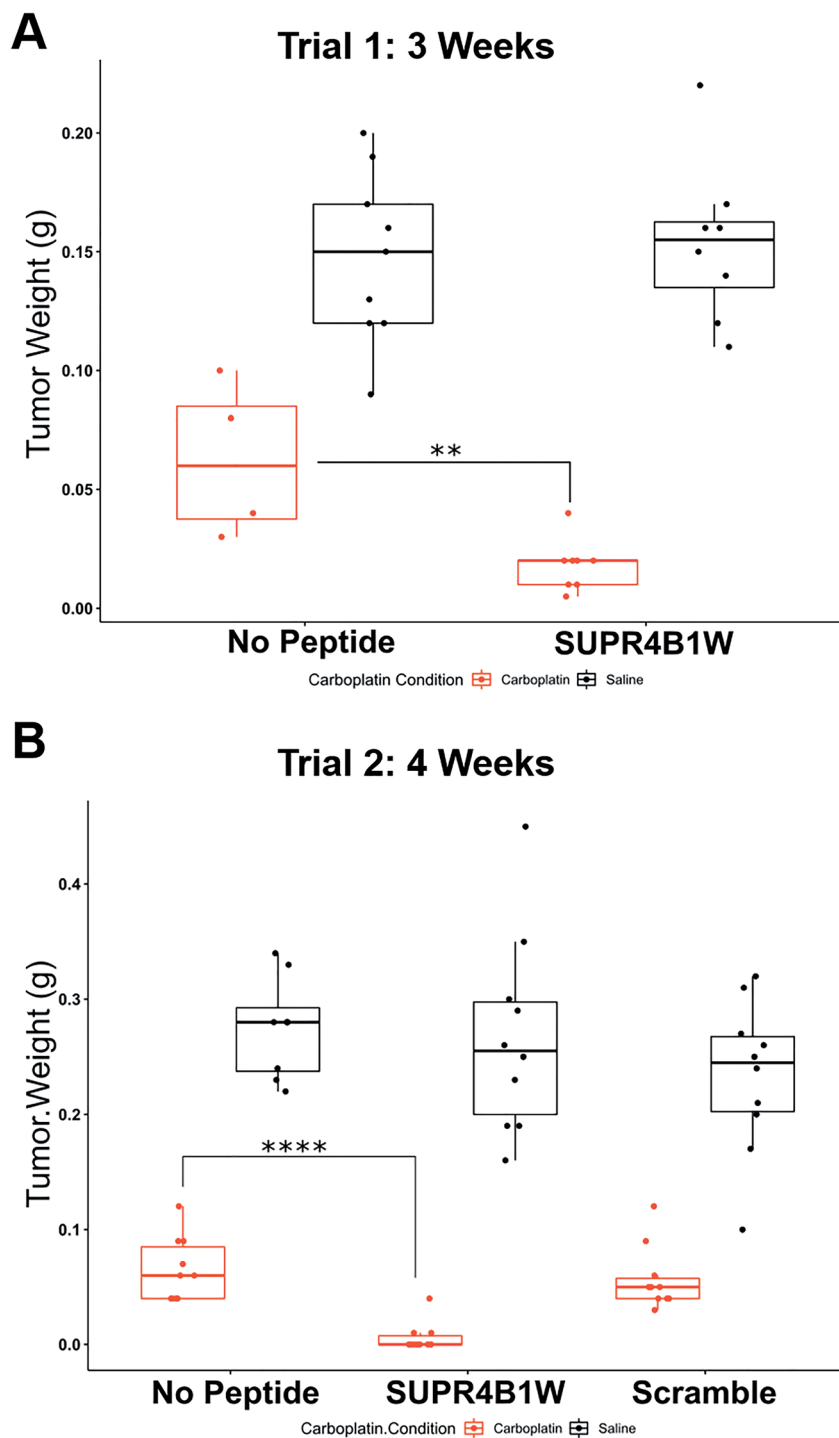 A
Trial 1: 3 Weeks
Tumor Weight (g)
0.20
0.15
0.10
0.05
0.00
**
No Peptide SUPR4B1W
Carboplatin Condition Carboplatin Saline
B
Trial 2: 4 Weeks
Tumor.Weight (g)
0.4
0.3
0.2
0.1
0.0
****
No Peptide SUPR4B1W Scramble
Carboplatin.Condition Carboplatin Saline